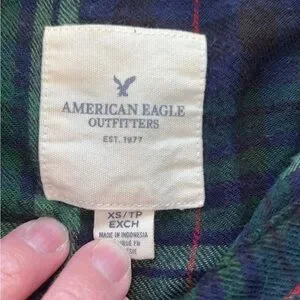 AMERICAN EAGLE
OUTFITTERS
EST. 1977
XS/TP
EXCH
MADE IN INDONESIA